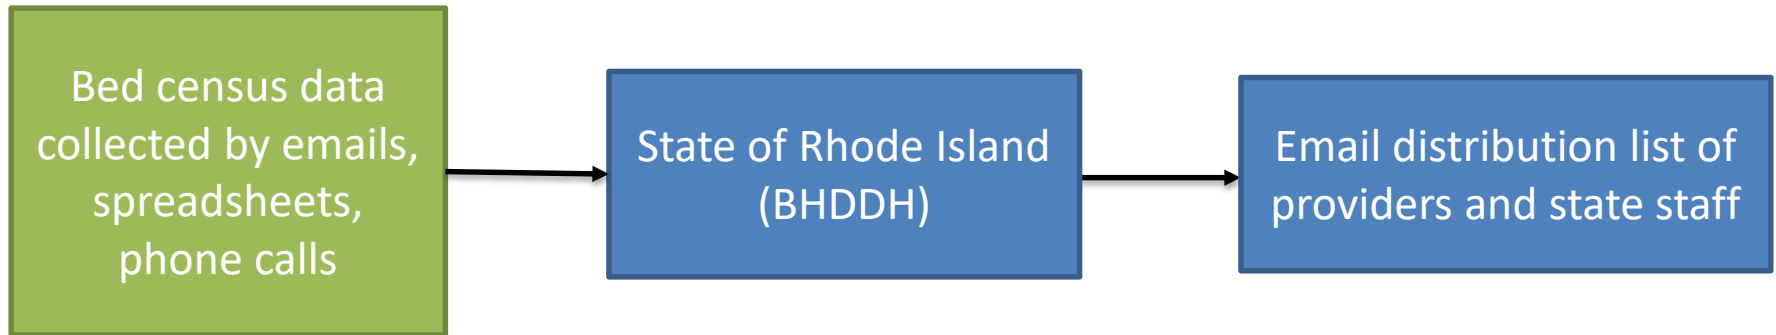 Bed census data
collected by emails,
spreadsheets,
phone calls
State of Rhode Island
(BHDDH)
Email distribution list of
providers and state staff